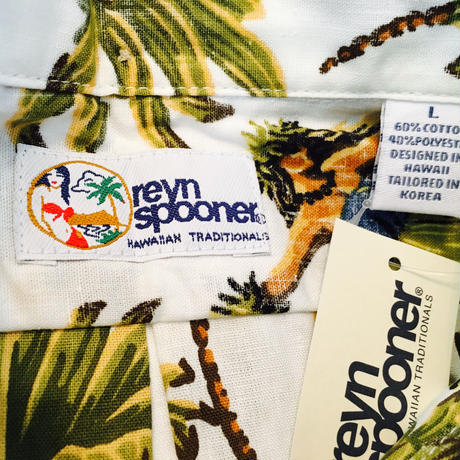 reyn
spooner®
HAWAIIAN TRADITIONALS
L
60% COTTO
40% POLYEST
DESIGNED IN
HAWAII
TAILORED IN
KOREA
reyn
spooner®
HAWAIIAN TRADITIONALS